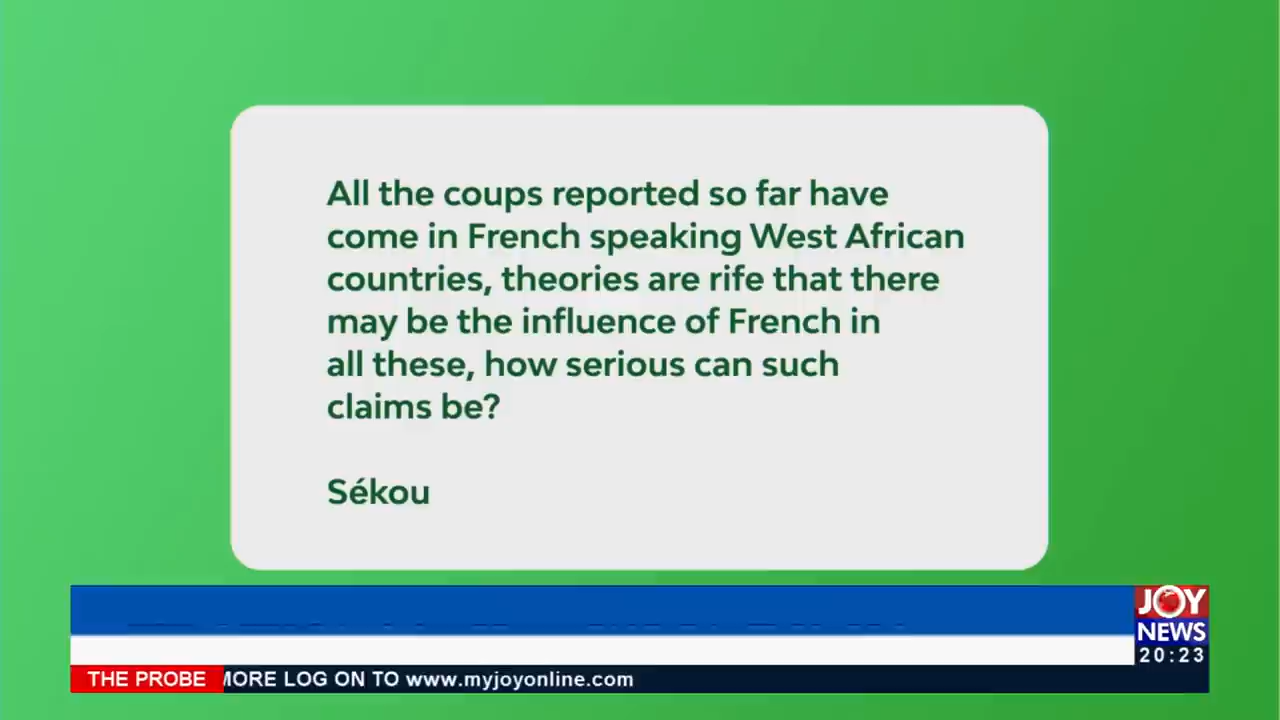 All the coups reported so far have
come in French speaking West African
countries, theories are rife that there
may be the influence of French in
all these, how serious can such
claims be?
Sékou
JOY
NEWS
20:23
THE PROBE MORE LOG ON TO www.myjoyonline.com